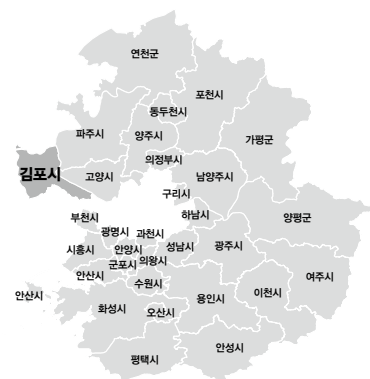 연천군
포천시
동두천시
파주시
양주시
가평군
의정부시
김포시
고양시
남양주시
구리시
부천시
하남시
양평군
광명시
과천시
시흥시
안양시
성남시
광주시
군포시
의왕시
안산시
수원시
여주시
안산시
용인시
이천시
화성시
오산시
안성시
평택시